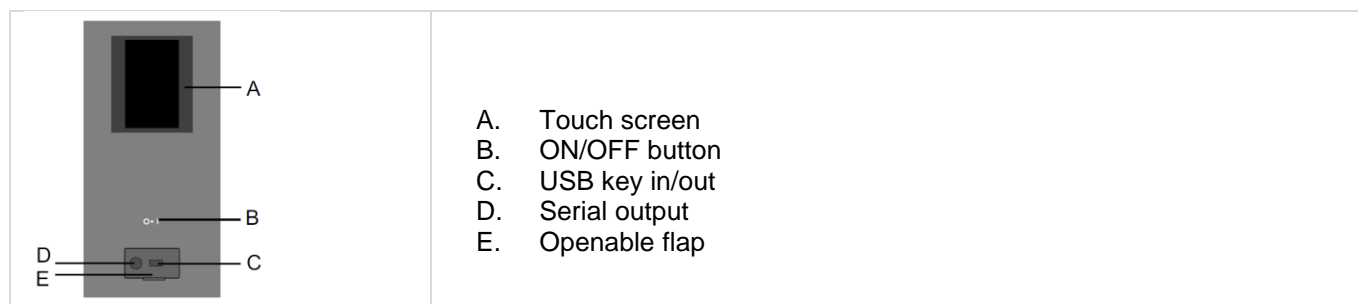 A
B
D
C
E
A. Touch screen
B. ON/OFF button
C. USB key in/out
D. Serial output
E. Openable flap